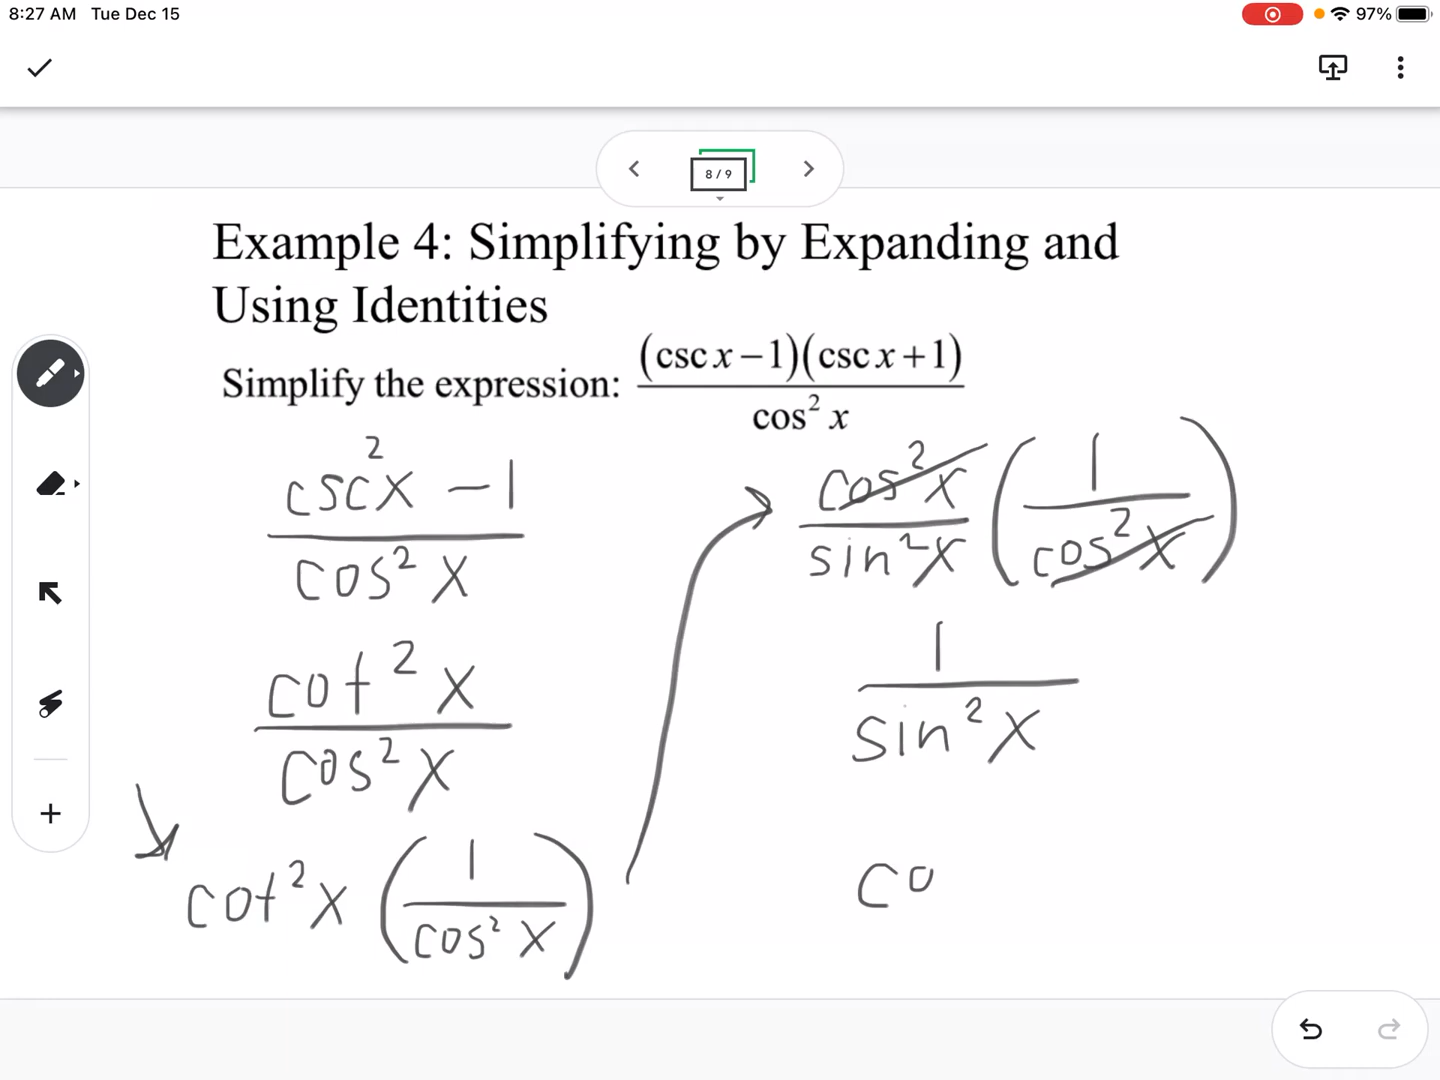 8:27 AM Tue Dec 15
97%
8 / 9
Example 4: Simplifying by Expanding and
Using Identities
Simplify the expression: (csc x − 1)(csc x + 1) / cos² x
csc²x − 1 / cos² x
cot² x / cos² x
cot² x (1 / cos² x)
cos² x / sin² x (1 / cos² x)
1 / sin² x
co